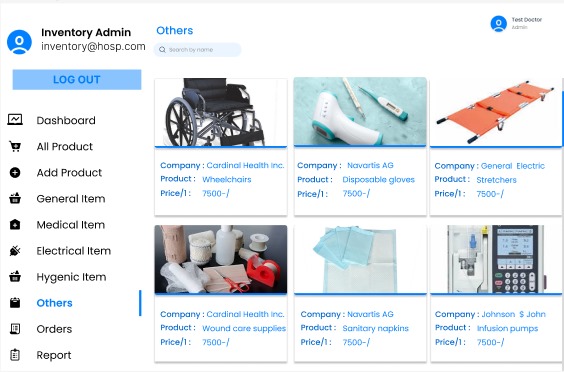 Inventory Admin
inventory@hosp.com
LOG OUT
Dashboard
All Product
Add Product
General Item
Medical Item
Electrical Item
Hygenic Item
Others
Orders
Report
Others
Search by name
Test Doctor
Admin
Company : Cardinal Health Inc.
Product : Wheelchairs
Price/1 : 7500-/
Company : Navartis AG
Product : Disposable gloves
Price/1 : 7500-/
Company : General Electric
Product : Stretchers
Price/1 : 7500-/
Company : Cardinal Health Inc.
Product : Wound care supplies
Price/1 : 7500-/
Company : Navartis AG
Product : Sanitary napkins
Price/1 : 7500-/
Company : Johnson $ John
Product : Infusion pumps
Price/1 : 7500-/